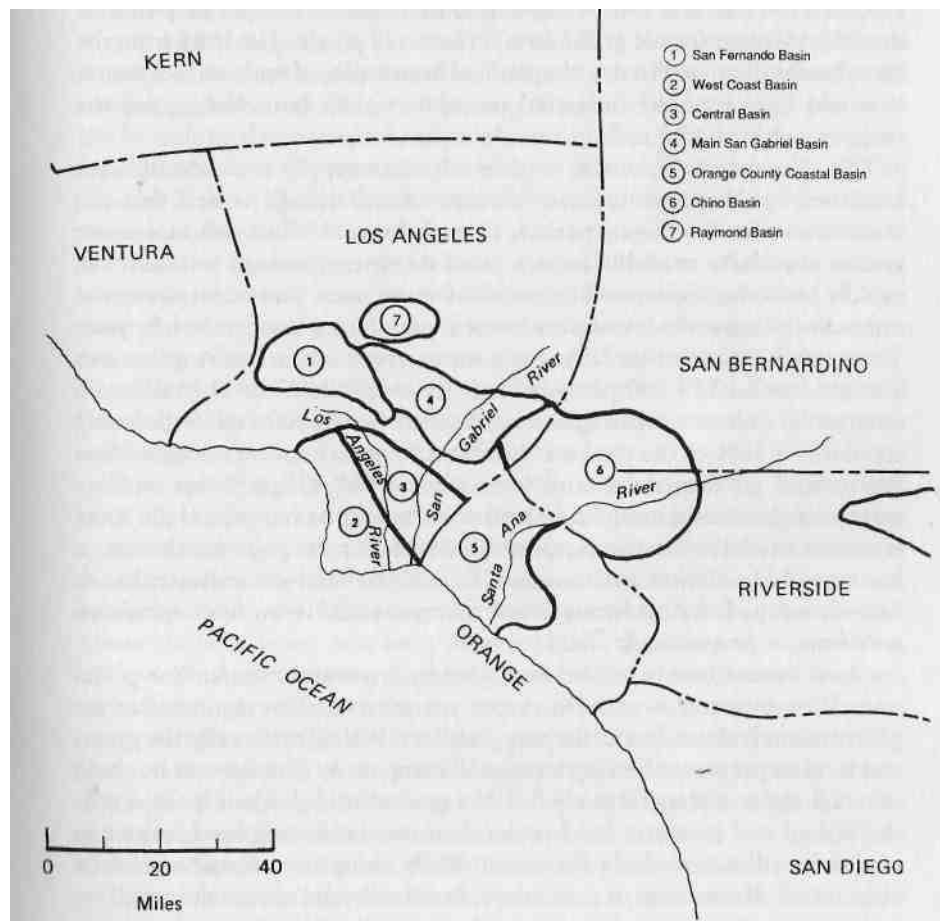 KERN
① San Fernando Basin
② West Coast Basin
③ Central Basin
④ Main San Gabriel Basin
⑤ Orange County Coastal Basin
⑥ Chino Basin
⑦ Raymond Basin
VENTURA
LOS ANGELES
7
1
4
SAN BERNARDINO
Los Angeles River
San Gabriel River
3
2
6
5
Santa Ana River
RIVERSIDE
ORANGE
PACIFIC OCEAN
0 20 40
Miles
SAN DIEGO